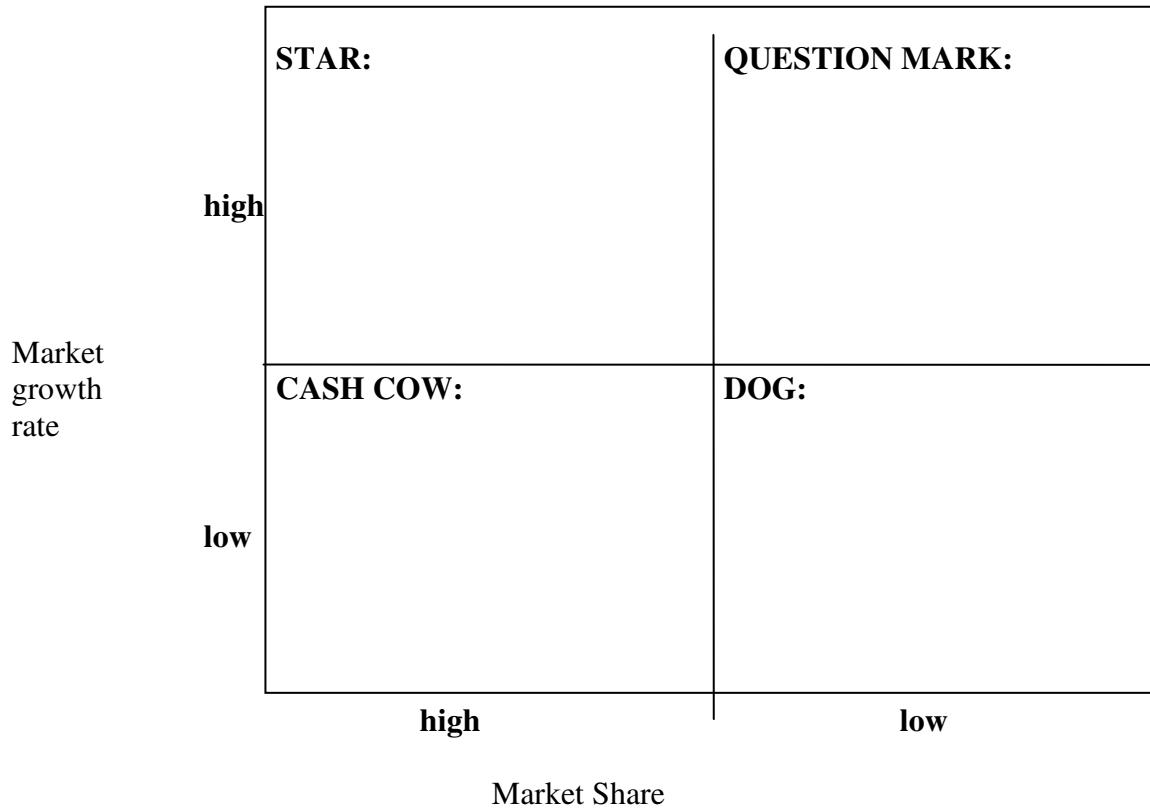 STAR:
QUESTION MARK:
high
Market
growth
rate
CASH COW:
DOG:
low
high
low
Market Share